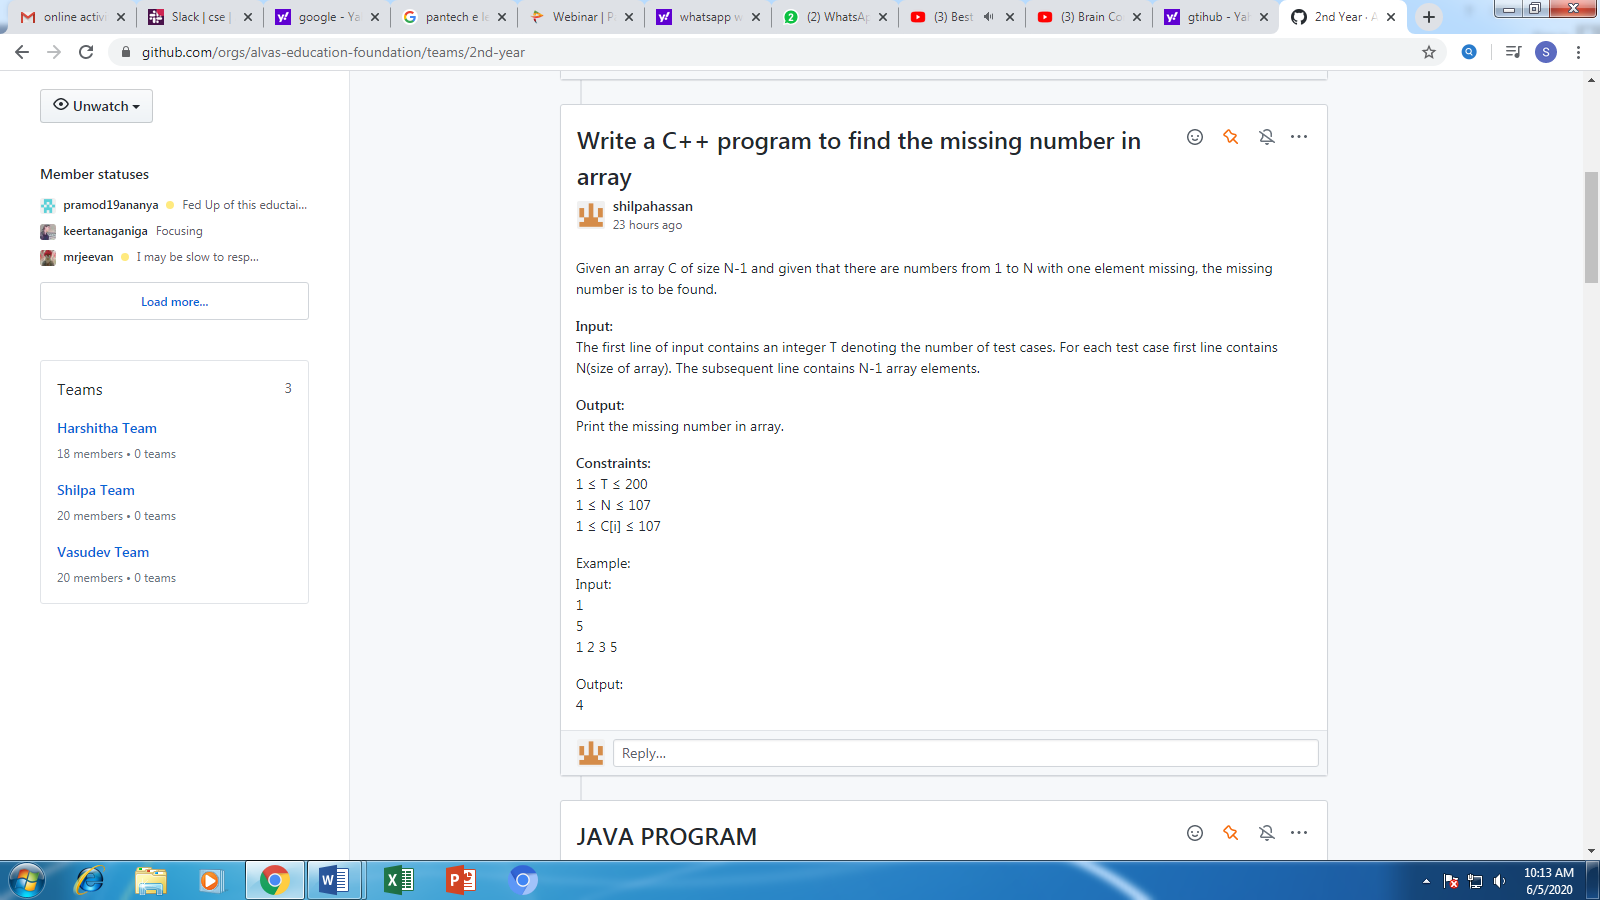 online activ
Slack | cse |
google - Ya
pantech e le
Webinar | P
whatsapp w
(2) WhatsAp
(3) Best
(3) Brain Co
gtihub - Yah
2nd Year · A
github.com/orgs/alvas-education-foundation/teams/2nd-year
S
Unwatch
Member statuses
pramod19ananya Fed Up of this eductai...
keertanaganiga Focusing
mrjeevan I may be slow to resp...
Load more...
Teams 3
Harshitha Team
18 members • 0 teams
Shilpa Team
20 members • 0 teams
Vasudev Team
20 members • 0 teams
Write a C++ program to find the missing number in
array
shilpahassan
23 hours ago
Given an array C of size N-1 and given that there are numbers from 1 to N with one element missing, the missing
number is to be found.
Input:
The first line of input contains an integer T denoting the number of test cases. For each test case first line contains
N(size of array). The subsequent line contains N-1 array elements.
Output:
Print the missing number in array.
Constraints:
1 ≤ T ≤ 200
1 ≤ N ≤ 107
1 ≤ C[i] ≤ 107
Example:
Input:
1
5
1 2 3 5
Output:
4
Reply...
JAVA PROGRAM
10:13 AM
6/5/2020